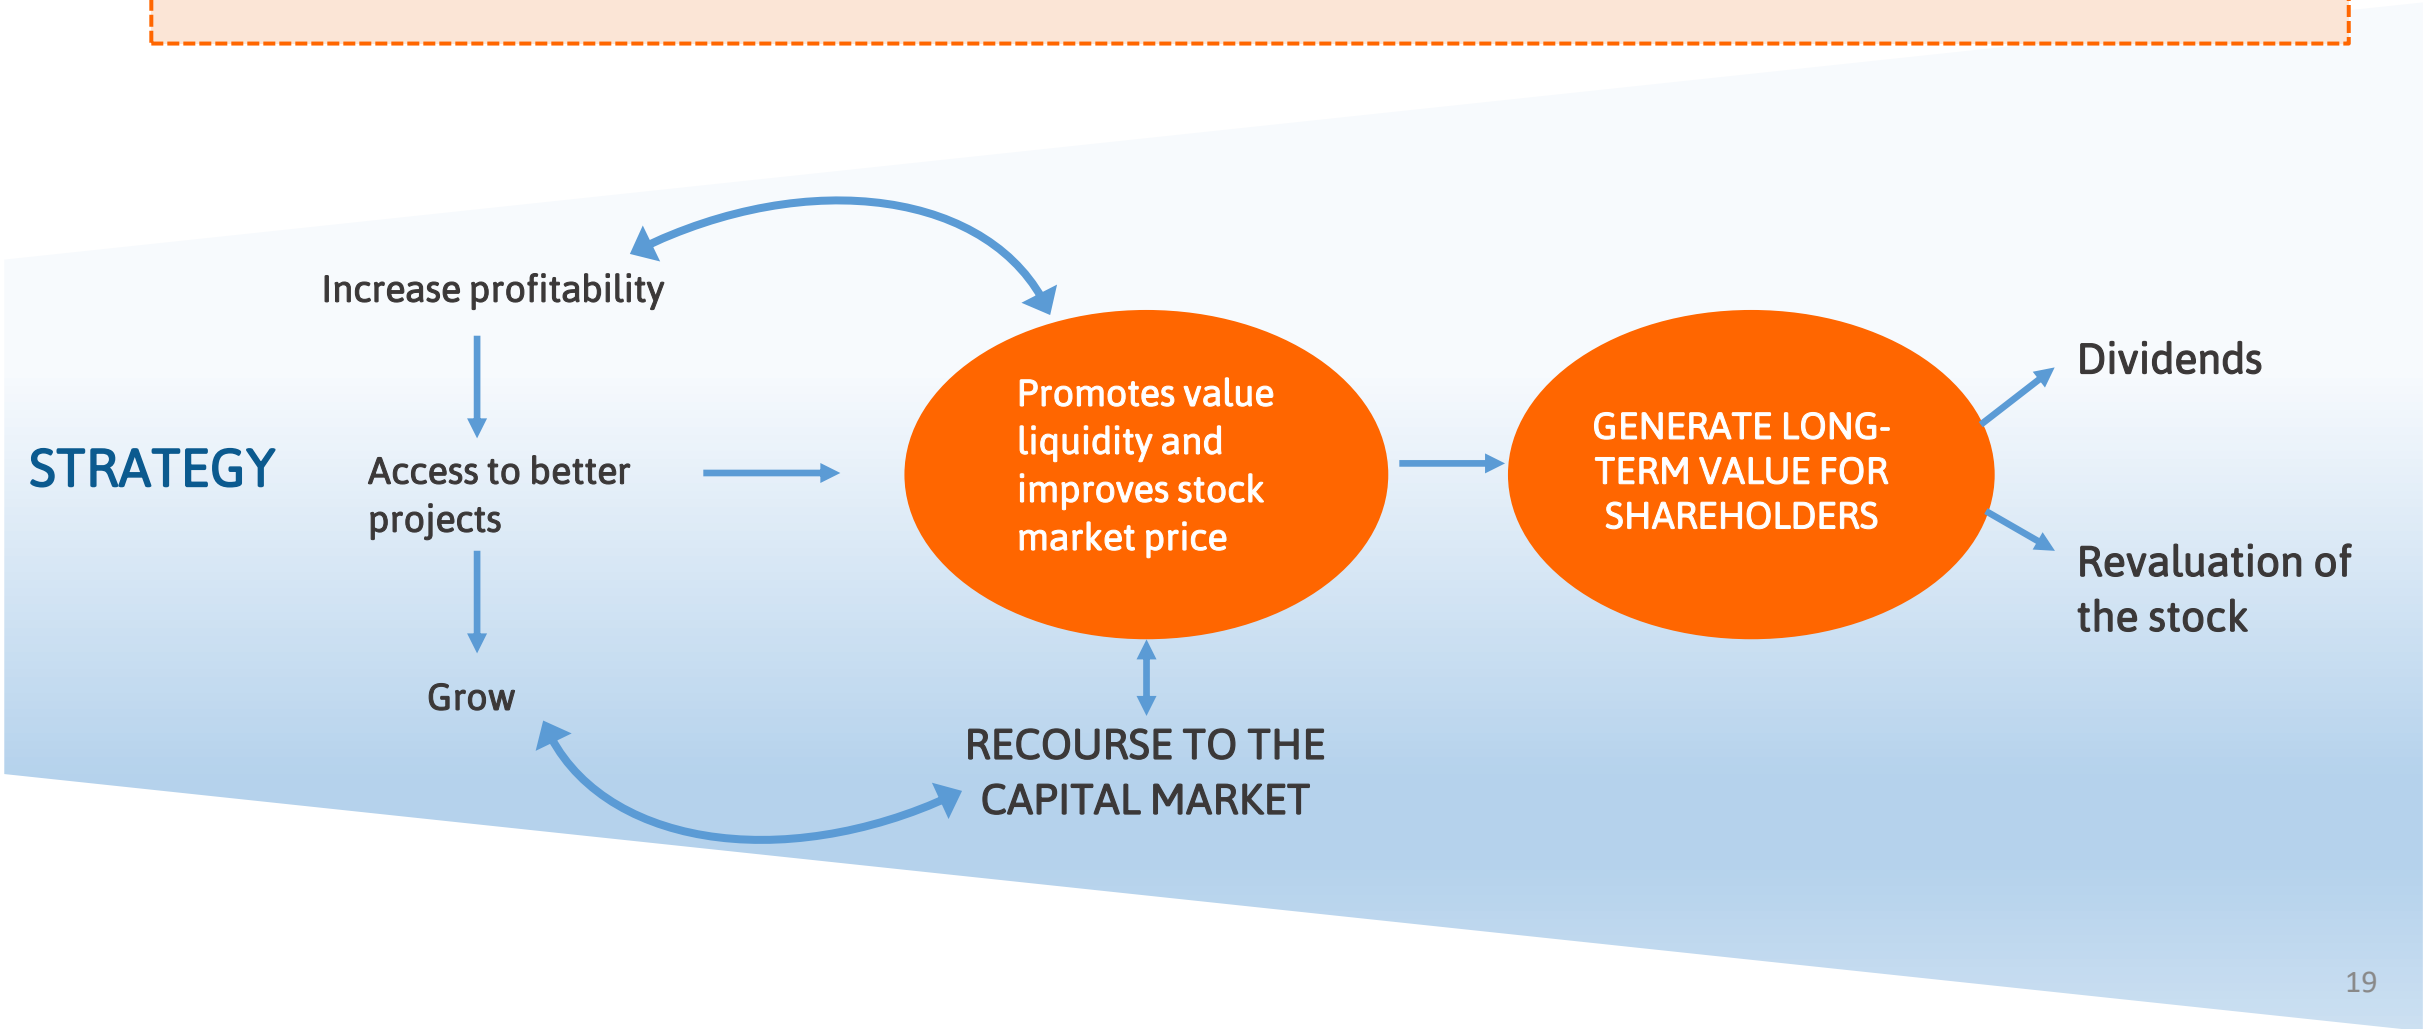 STRATEGY
Increase profitability
Access to better
projects
Grow
Promotes value
liquidity and
improves stock
market price
RECOURSE TO THE
CAPITAL MARKET
GENERATE LONG-
TERM VALUE FOR
SHAREHOLDERS
Dividends
Revaluation of
the stock
19